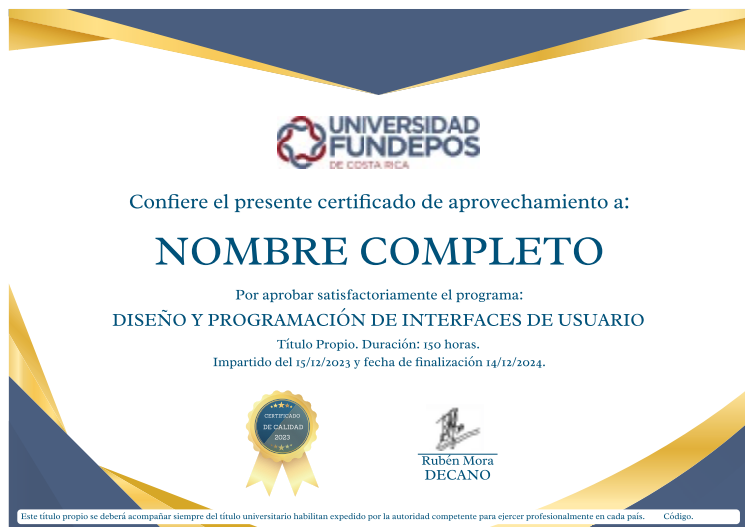 UNIVERSIDAD
FUNDEPOS
DE COSTA RICA
Confiere el presente certificado de aprovechamiento a:
NOMBRE COMPLETO
Por aprobar satisfactoriamente el programa:
DISEÑO Y PROGRAMACIÓN DE INTERFACES DE USUARIO
Título Propio. Duración: 150 horas.
Impartido del 15/12/2023 y fecha de finalización 14/12/2024.
CERTIFICADO
DE CALIDAD
2023
Rubén Mora
DECANO
Este título propio se deberá acompañar siempre del título universitario habilitan expedido por la autoridad competente para ejercer profesionalmente en cada país. Código.